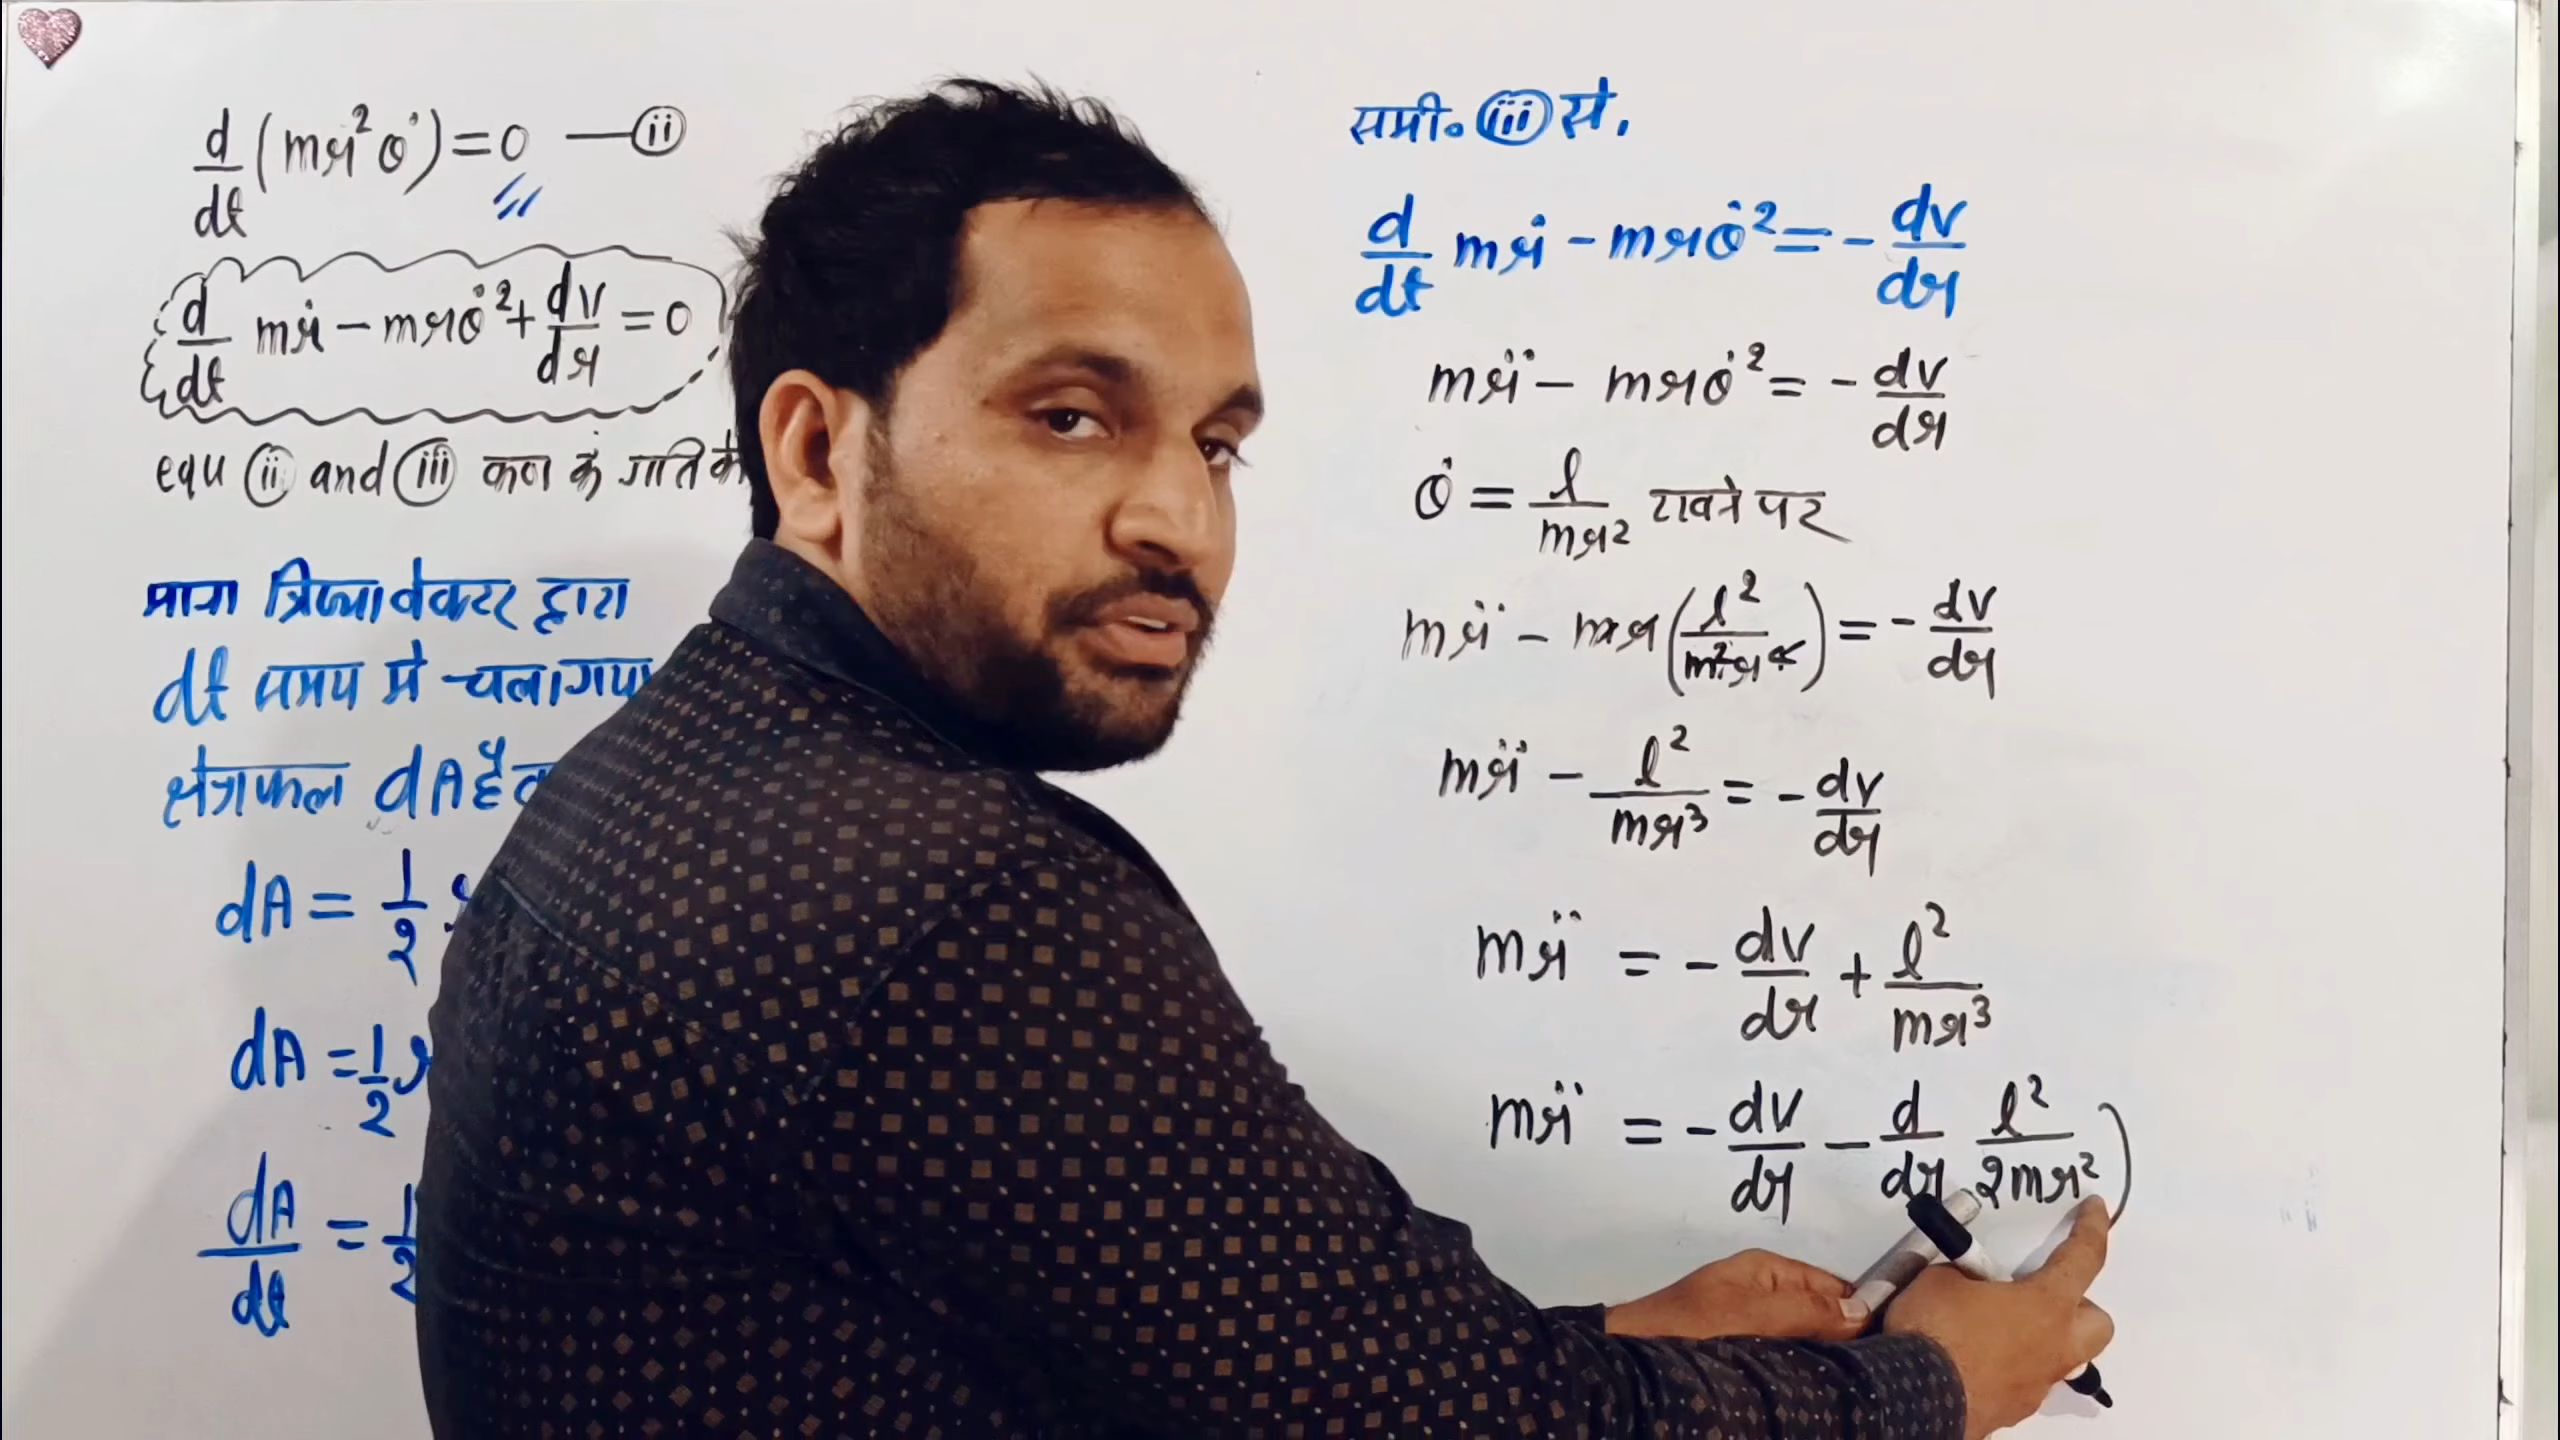 d/dt (mr²θ̇) = 0 — (ii)
d/dt mṙ − mrθ̇² + dv/dr = 0
equ (ii) and (iii) कण के गति के
माना त्रिज्या वेक्टर द्वारा
dt समय मे चला गया
क्षेत्रफल dA है
dA = 1/2
dA = 1/2 r
dA/dt = 1/2
समी० (iii) से.
d/dt mṙ − mrθ̇² = − dv/dr
mr̈ − mrθ̇² = − dv/dr
θ̇ = l/mr² रखने पर
mr̈ − mr(l²/m²r⁴) = − dv/dr
mr̈ − l²/mr³ = − dv/dr
mr̈ = − dv/dr + l²/mr³
mr̈ = − dv/dr − d/dr l²/2mr²)